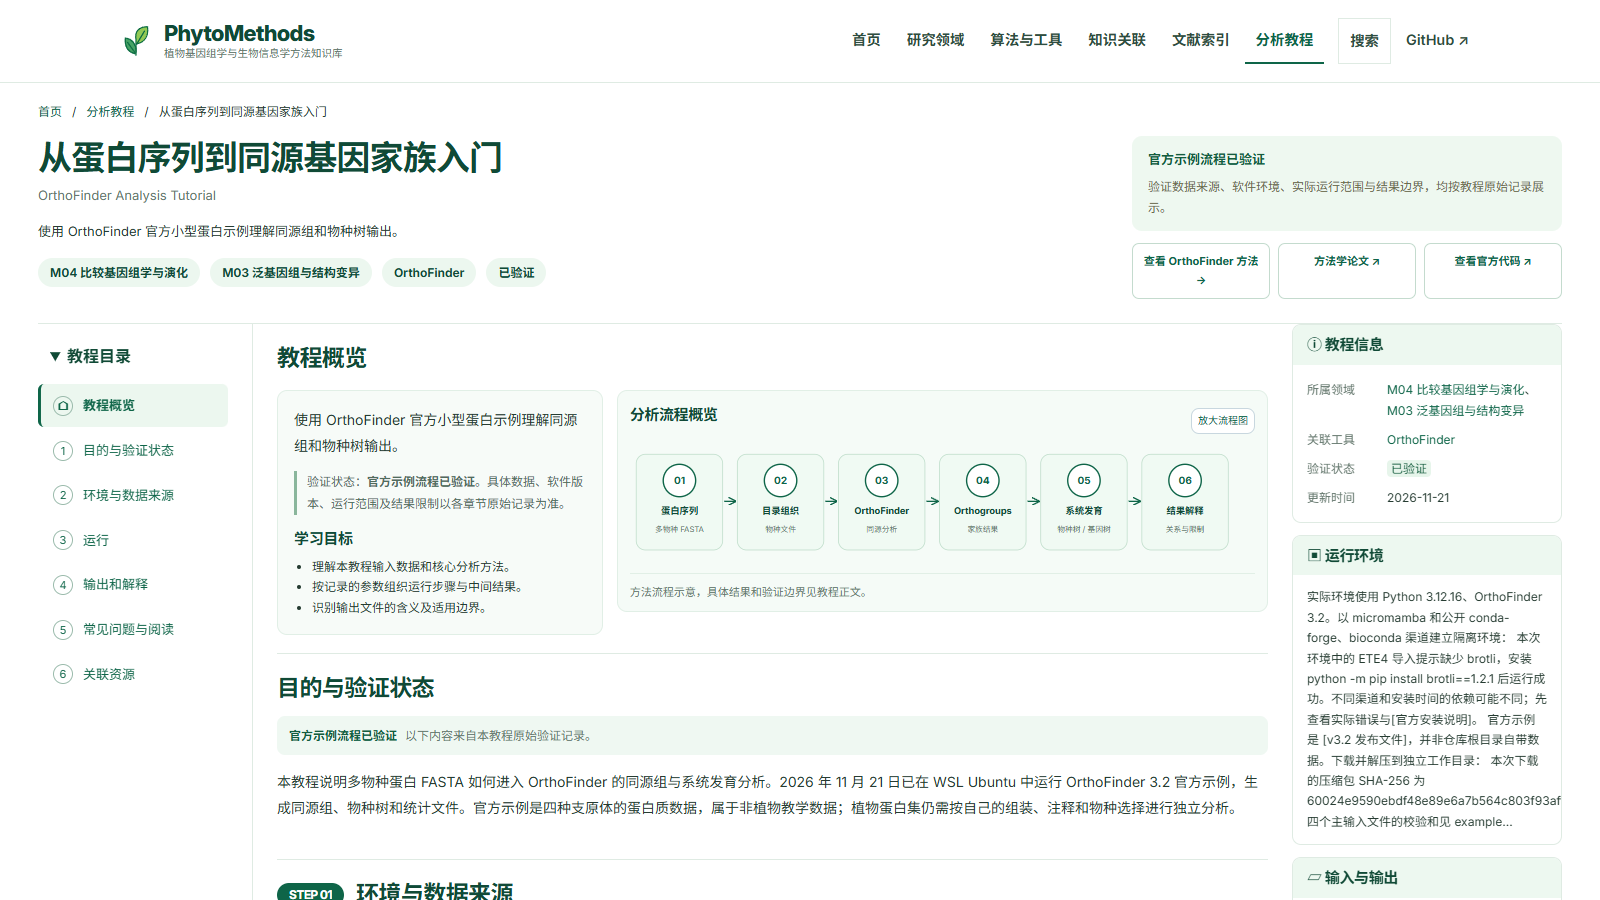 PhytoMethods
植物基因组学与生物信息学方法知识库
首页 研究领域 算法与工具 知识关联 文献索引 分析教程 搜索 GitHub ↗
首页 / 分析教程 / 从蛋白序列到同源基因家族入门
从蛋白序列到同源基因家族入门
OrthoFinder Analysis Tutorial
使用 OrthoFinder 官方小型蛋白示例理解同源组和物种树输出。
M04 比较基因组学与演化 M03 泛基因组与结构变异 OrthoFinder 已验证
官方示例流程已验证
验证数据来源、软件环境、实际运行范围与结果边界，均按教程原始记录展
示。
查看 OrthoFinder 方法
→
方法学论文 ↗
查看官方代码 ↗
▼ 教程目录
教程概览
1 目的与验证状态
2 环境与数据来源
3 运行
4 输出和解释
5 常见问题与阅读
6 关联资源
教程概览
使用 OrthoFinder 官方小型蛋白示例理解同源
组和物种树输出。
验证状态：官方示例流程已验证。具体数据、软件版
本、运行范围及结果限制以各章节原始记录为准。
学习目标
• 理解本教程输入数据和核心分析方法。
• 按记录的参数组织运行步骤与中间结果。
• 识别输出文件的含义及适用边界。
分析流程概览
放大流程图
01 → 02 → 03 → 04 → 05 → 06
蛋白序列 目录组织 OrthoFinder Orthogroups 系统发育 结果解释
多物种 FASTA 物种文件 同源分析 家族结果 物种树 / 基因树 关系与限制
方法流程示意，具体结果和验证边界见教程正文。
目的与验证状态
官方示例流程已验证 以下内容来自本教程原始验证记录。
本教程说明多物种蛋白 FASTA 如何进入 OrthoFinder 的同源组与系统发育分析。2026 年 11 月 21 日已在 WSL Ubuntu 中运行 OrthoFinder 3.2 官方示例，生
成同源组、物种树和统计文件。官方示例是四种支原体的蛋白质数据，属于非植物教学数据；植物蛋白集仍需按自己的组装、注释和物种选择进行独立分析。
STEP 01 环境与数据来源
ⓘ 教程信息
所属领域 M04 比较基因组学与演化、
M03 泛基因组与结构变异
关联工具 OrthoFinder
验证状态 已验证
更新时间 2026-11-21
▣ 运行环境
实际环境使用 Python 3.12.16、OrthoFinder
3.2。以 micromamba 和公开 conda-
forge、bioconda 渠道建立隔离环境： 本次
环境中的 ETE4 导入提示缺少 brotli，安装
python -m pip install brotli==1.2.1 后运行成
功。不同渠道和安装时间的依赖可能不同；先
查看实际错误与[官方安装说明]。 官方示例
是 [v3.2 发布文件]，并非仓库根目录自带数
据。下载并解压到独立工作目录： 本次下载
的压缩包 SHA-256 为
60024e9590ebdf48e89e6a7b564c803f93af
四个主输入文件的校验和见 example...
▱ 输入与输出